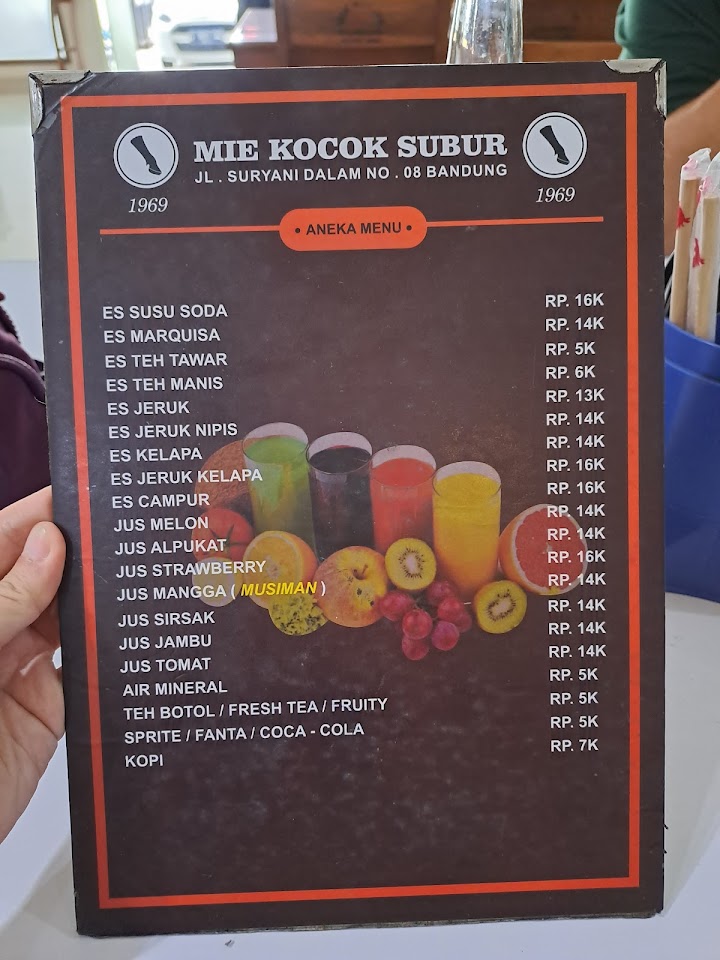 MIE KOCOK SUBUR
JL . SURYANI DALAM NO . 08 BANDUNG
1969
1969
• ANEKA MENU •
ES SUSU SODA RP. 16K
ES MARQUISA RP. 14K
ES TEH TAWAR RP. 5K
ES TEH MANIS RP. 6K
ES JERUK RP. 13K
ES JERUK NIPIS RP. 14K
ES KELAPA RP. 14K
ES JERUK KELAPA RP. 16K
ES CAMPUR RP. 16K
JUS MELON RP. 14K
JUS ALPUKAT RP. 14K
JUS STRAWBERRY RP. 16K
JUS MANGGA ( MUSIMAN ) RP. 14K
JUS SIRSAK RP. 14K
JUS JAMBU RP. 14K
JUS TOMAT RP. 14K
AIR MINERAL RP. 5K
TEH BOTOL / FRESH TEA / FRUITY RP. 5K
SPRITE / FANTA / COCA - COLA RP. 5K
KOPI RP. 7K